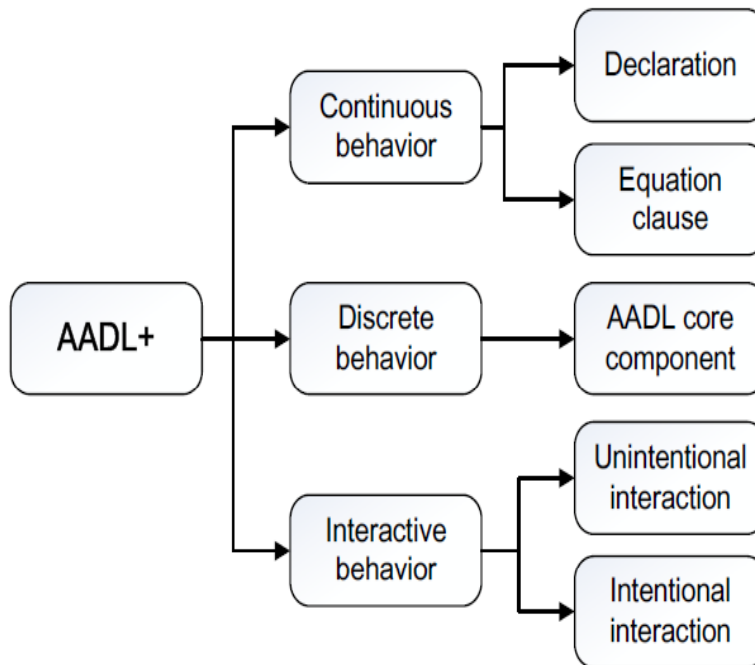 Continuous
behavior
Declaration
Equation
clause
AADL+
Discrete
behavior
AADL core
component
Interactive
behavior
Unintentional
interaction
Intentional
interaction